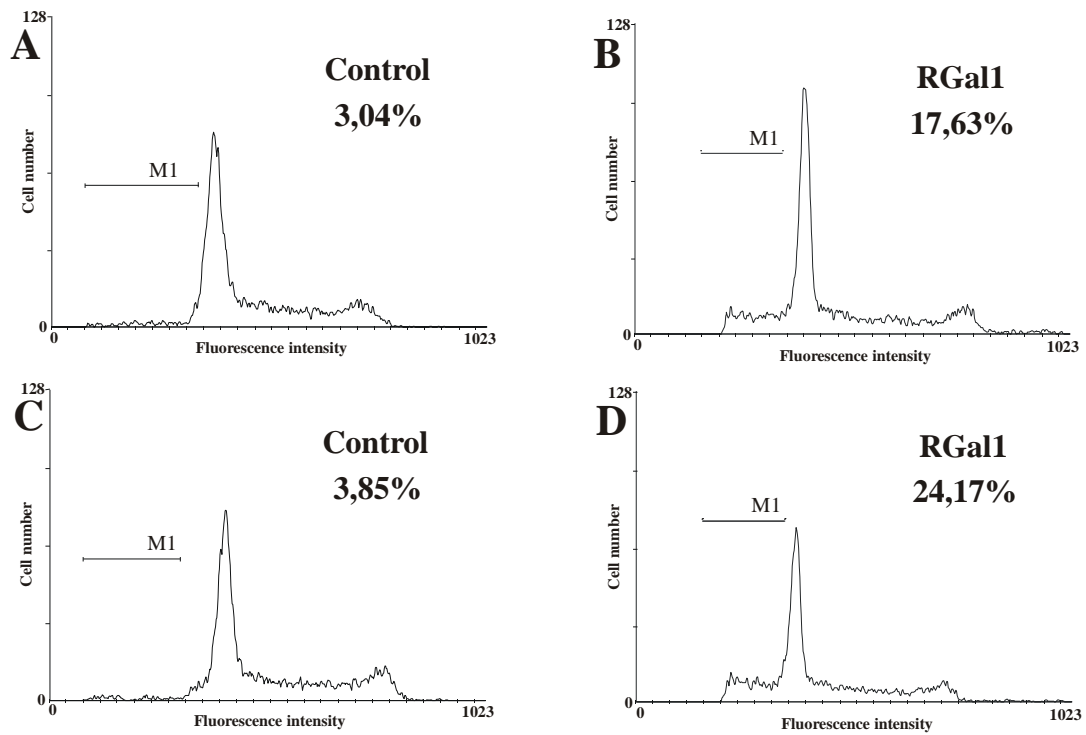 128
A
Control
3,04%
M1
Cell number
0
0
1023
Fluorescence intensity
128
B
RGal1
17,63%
M1
Cell number
0
0
1023
Fluorescence intensity
128
C
Control
3,85%
M1
Cell number
0
0
1023
Fluorescence intensity
128
D
RGal1
24,17%
M1
Cell number
0
0
1023
Fluorescence intensity